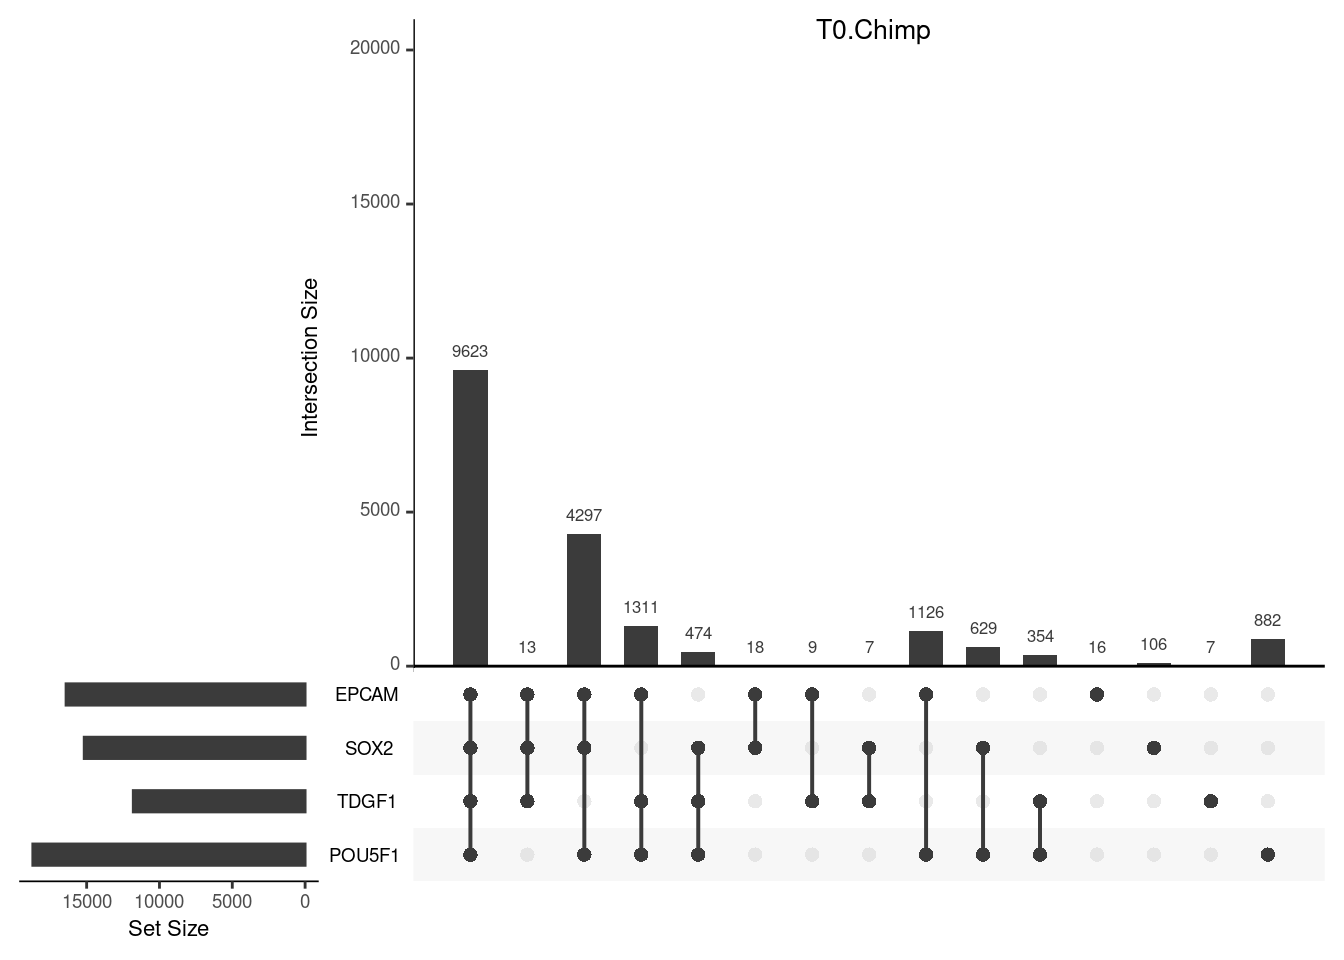 T0.Chimp
20000
15000
10000
5000
0
Intersection Size
9623
13
4297
1311
474
18
9
7
1126
629
354
16
106
7
882
EPCAM
SOX2
TDGF1
POU5F1
15000 10000 5000 0
Set Size